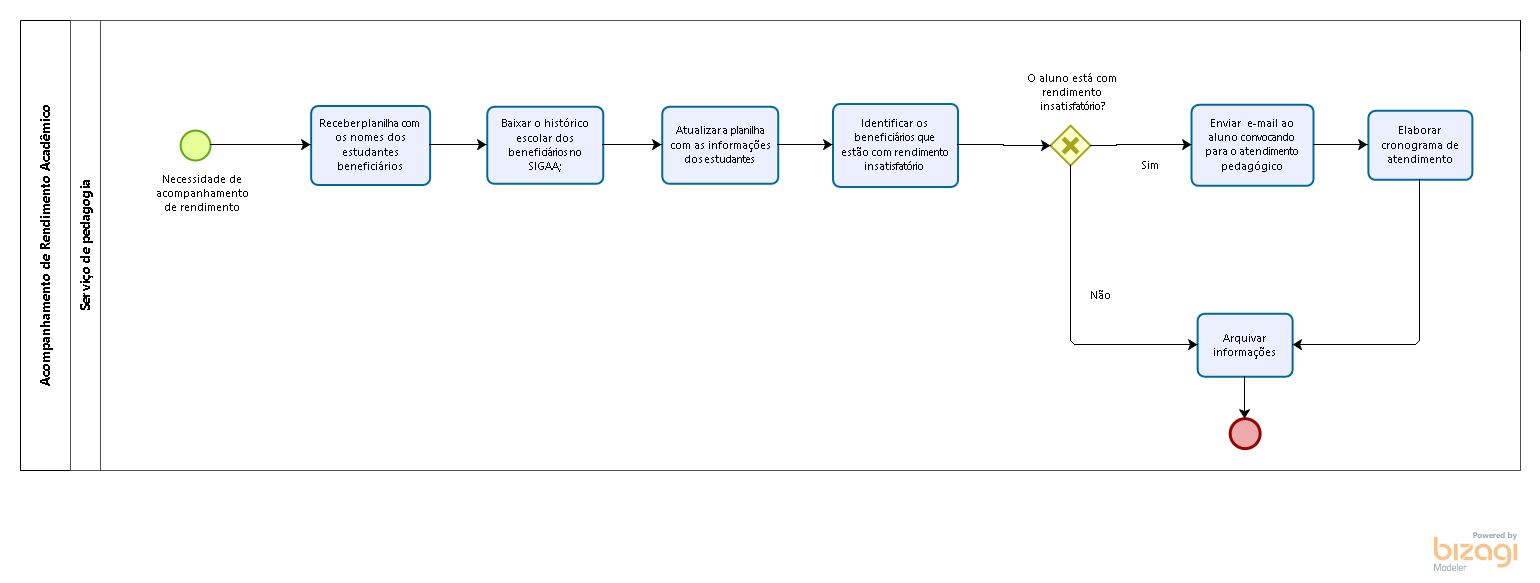 Acompanhamento de Rendimento Acadêmico
Serviço de pedagogia
Necessidade de
acompanhamento
de rendimento
Receber planilha com
os nomes dos
estudantes
beneficiários
Baixar o histórico
escolar dos
beneficiários no
SIGAA;
Atualizar a planilha
com as informações
dos estudantes
Identificar os
beneficiários que
estão com rendimento
insatisfatório
O aluno está com
rendimento
insatisfatório?
Sim
Enviar e-mail ao
aluno convocando
para o atendimento
pedagógico
Elaborar
cronograma de
atendimento
Não
Arquivar
informações
Powered by
bizagi
Modeler